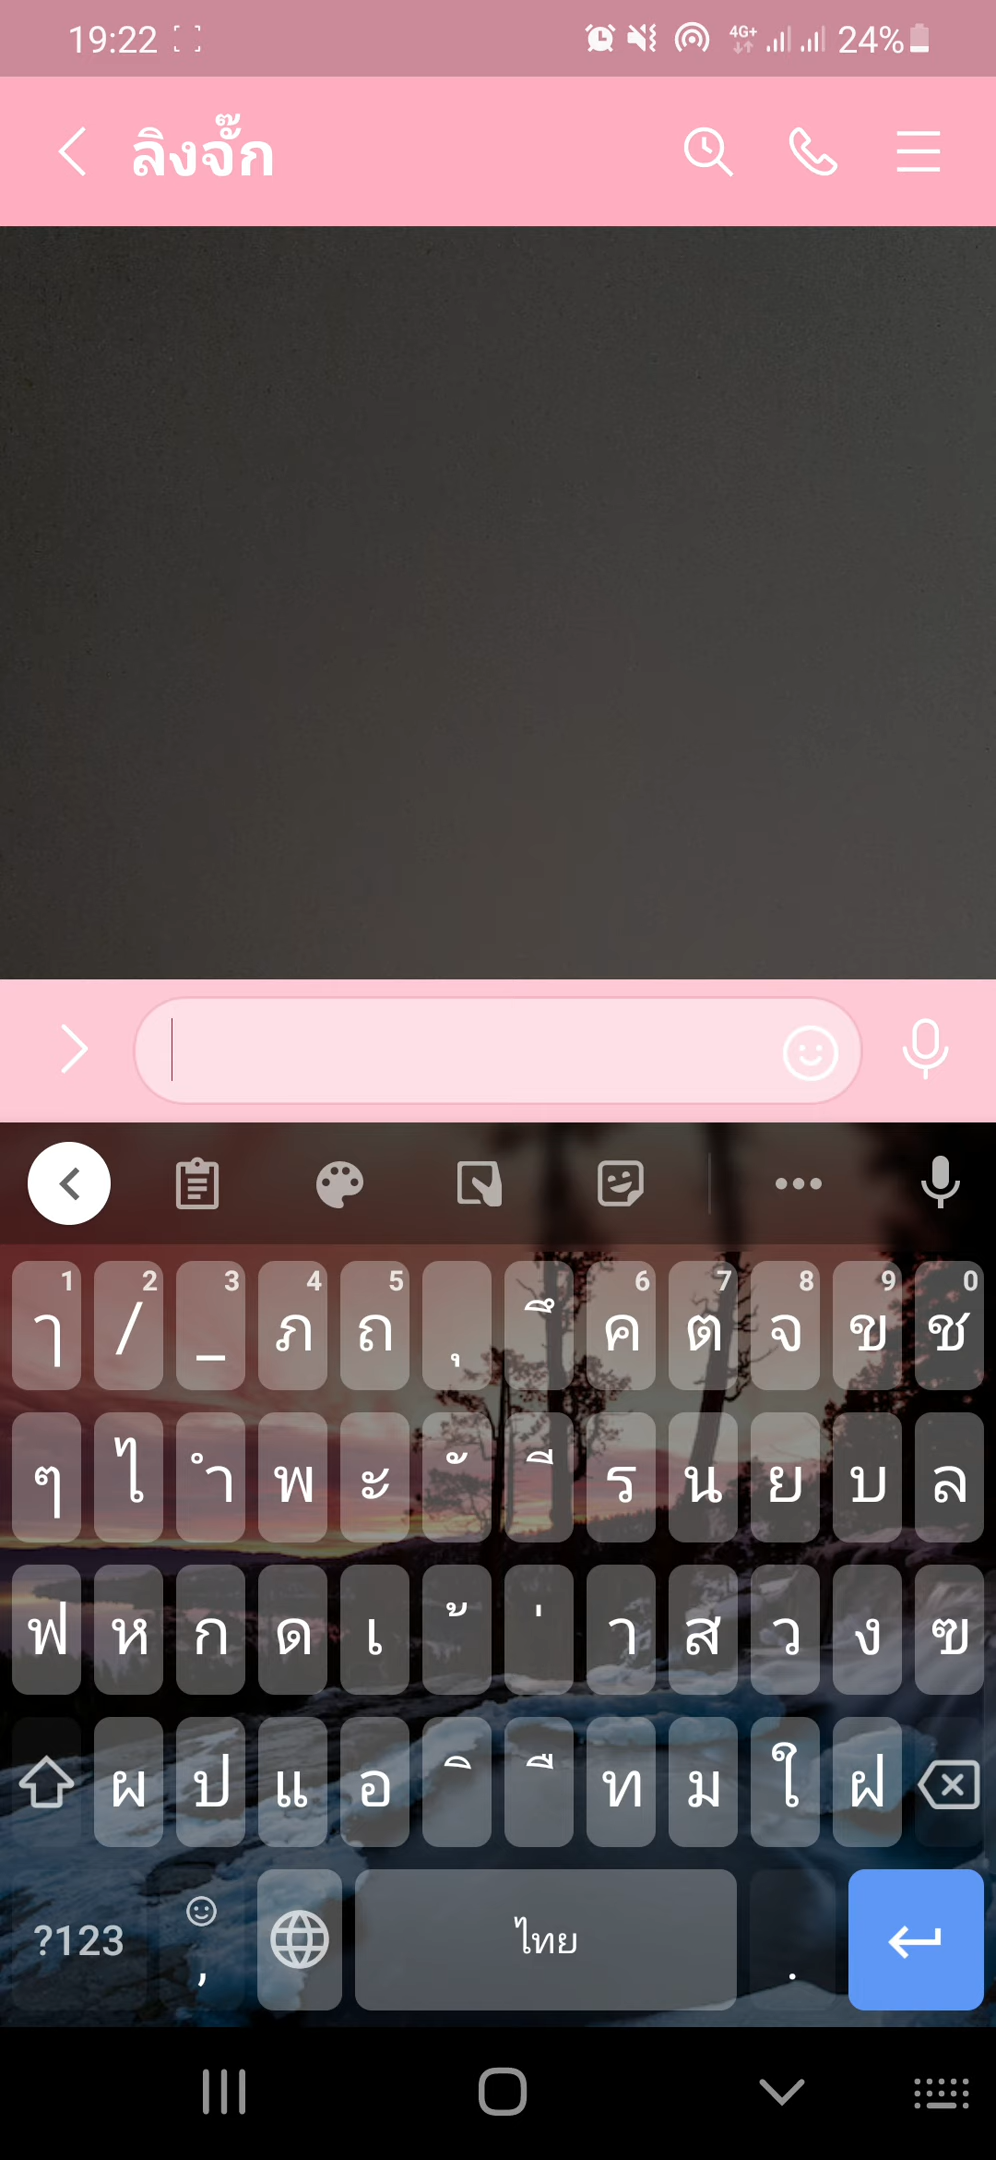 19:22 4G+ 24%
ลิงจั๊ก
1 2 3 4 5 6 7 8 9 0
ๅ / _ ภ ถ ุ ึ ค ต จ ข ช
ๆ ไ ำ พ ะ ั ี ร น ย บ ล
ฟ ห ก ด เ ้ ่ า ส ว ง ฃ
ผ ป แ อ ิ ื ท ม ใ ฝ
?123 , ไทย .